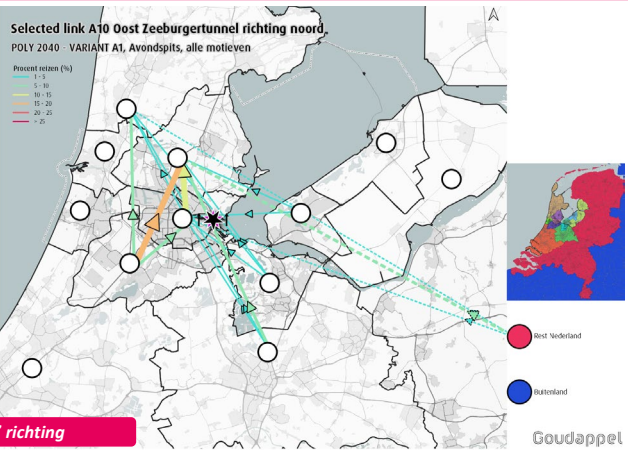 Selected link A10 Oost Zeeburgertunnel richting noord
POLY 2040 - VARIANT A1, Avondspits, alle motieven
Procent reizen (%)
1 - 5
5 - 10
10 - 15
15 - 20
20 - 25
> 25
Rest Nederland
Buitenland
richting
Goudappel